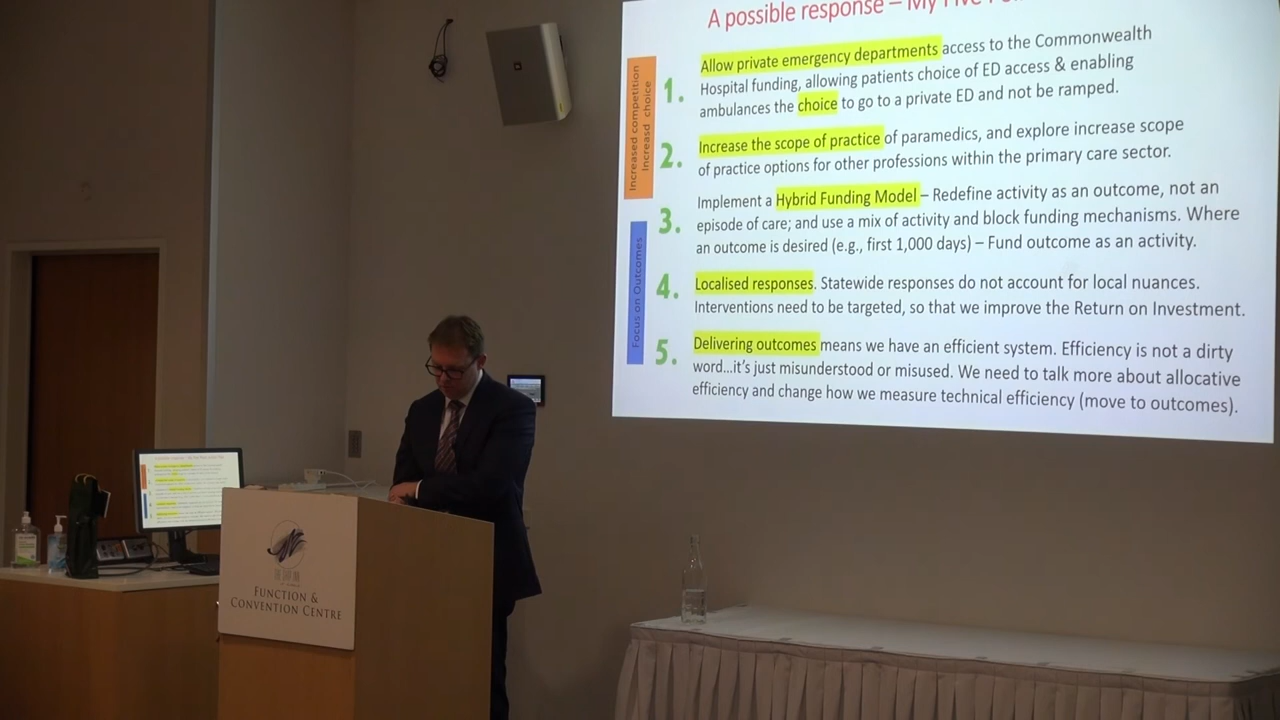 A possible response – My Five
Increased competition
Increasd choice
1.
Allow private emergency departments access to the Commonwealth
Hospital funding, allowing patients choice of ED access & enabling
ambulances the choice to go to a private ED and not be ramped.
2.
Increase the scope of practice of paramedics, and explore increase scope
of practice options for other professions within the primary care sector.
Focus on Outcomes
3.
Implement a Hybrid Funding Model – Redefine activity as an outcome, not an
episode of care; and use a mix of activity and block funding mechanisms. Where
an outcome is desired (e.g., first 1,000 days) – Fund outcome as an activity.
4.
Localised responses. Statewide responses do not account for local nuances.
Interventions need to be targeted, so that we improve the Return on Investment.
5.
Delivering outcomes means we have an efficient system. Efficiency is not a dirty
word...it's just misunderstood or misused. We need to talk more about allocative
efficiency and change how we measure technical efficiency (move to outcomes).
FUNCTION &
CONVENTION CENTRE